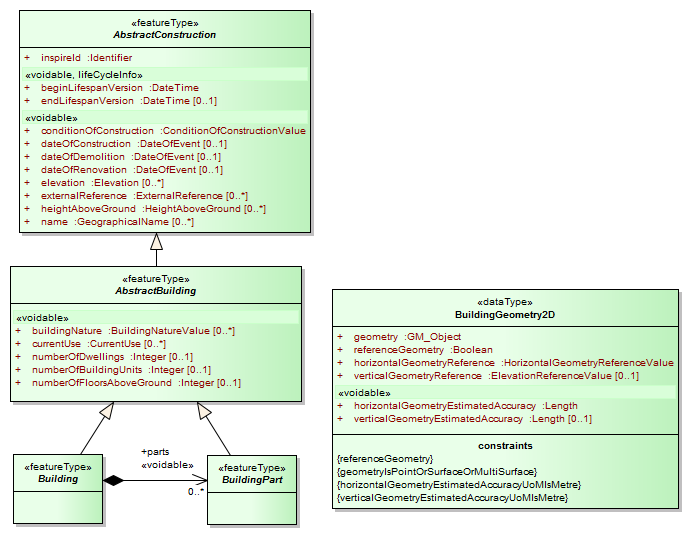 «featureType»
AbstractConstruction
+ inspireId :Identifier
«voidable, lifeCycleInfo»
+ beginLifespanVersion :DateTime
+ endLifespanVersion :DateTime [0..1]
«voidable»
+ conditionOfConstruction :ConditionOfConstructionValue
+ dateOfConstruction :DateOfEvent [0..1]
+ dateOfDemolition :DateOfEvent [0..1]
+ dateOfRenovation :DateOfEvent [0..1]
+ elevation :Elevation [0..*]
+ externalReference :ExternalReference [0..*]
+ heightAboveGround :HeightAboveGround [0..*]
+ name :GeographicalName [0..*]
«featureType»
AbstractBuilding
«voidable»
+ buildingNature :BuildingNatureValue [0..*]
+ currentUse :CurrentUse [0..*]
+ numberOfDwellings :Integer [0..1]
+ numberOfBuildingUnits :Integer [0..1]
+ numberOfFloorsAboveGround :Integer [0..1]
«featureType»
Building
+parts
«voidable»
0..*
«featureType»
BuildingPart
«dataType»
BuildingGeometry2D
+ geometry :GM_Object
+ referenceGeometry :Boolean
+ horizontalGeometryReference :HorizontalGeometryReferenceValue
+ verticalGeometryReference :ElevationReferenceValue [0..1]
«voidable»
+ horizontalGeometryEstimatedAccuracy :Length
+ verticalGeometryEstimatedAccuracy :Length [0..1]
constraints
{referenceGeometry}
{geometryIsPointOrSurfaceOrMultiSurface}
{horizontalGeometryEstimatedAccuracyUoMIsMetre}
{verticalGeometryEstimatedAccuracyUoMIsMetre}